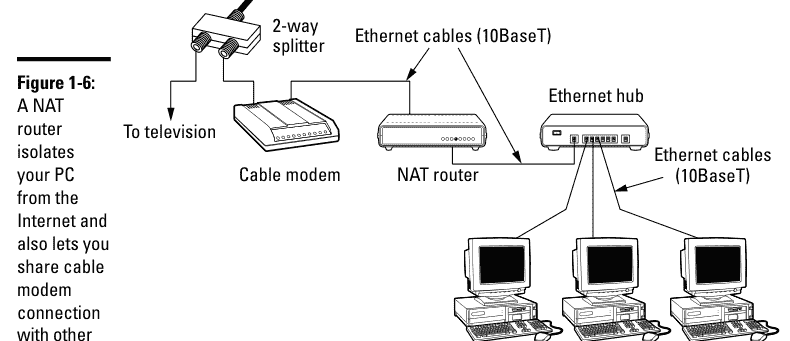 2-way
splitter
Ethernet cables (10BaseT)
Ethernet hub
To television
Cable modem
NAT router
Ethernet cables
(10BaseT)
Figure 1-6:
A NAT
router
isolates
your PC
from the
Internet and
also lets you
share cable
modem
connection
with other